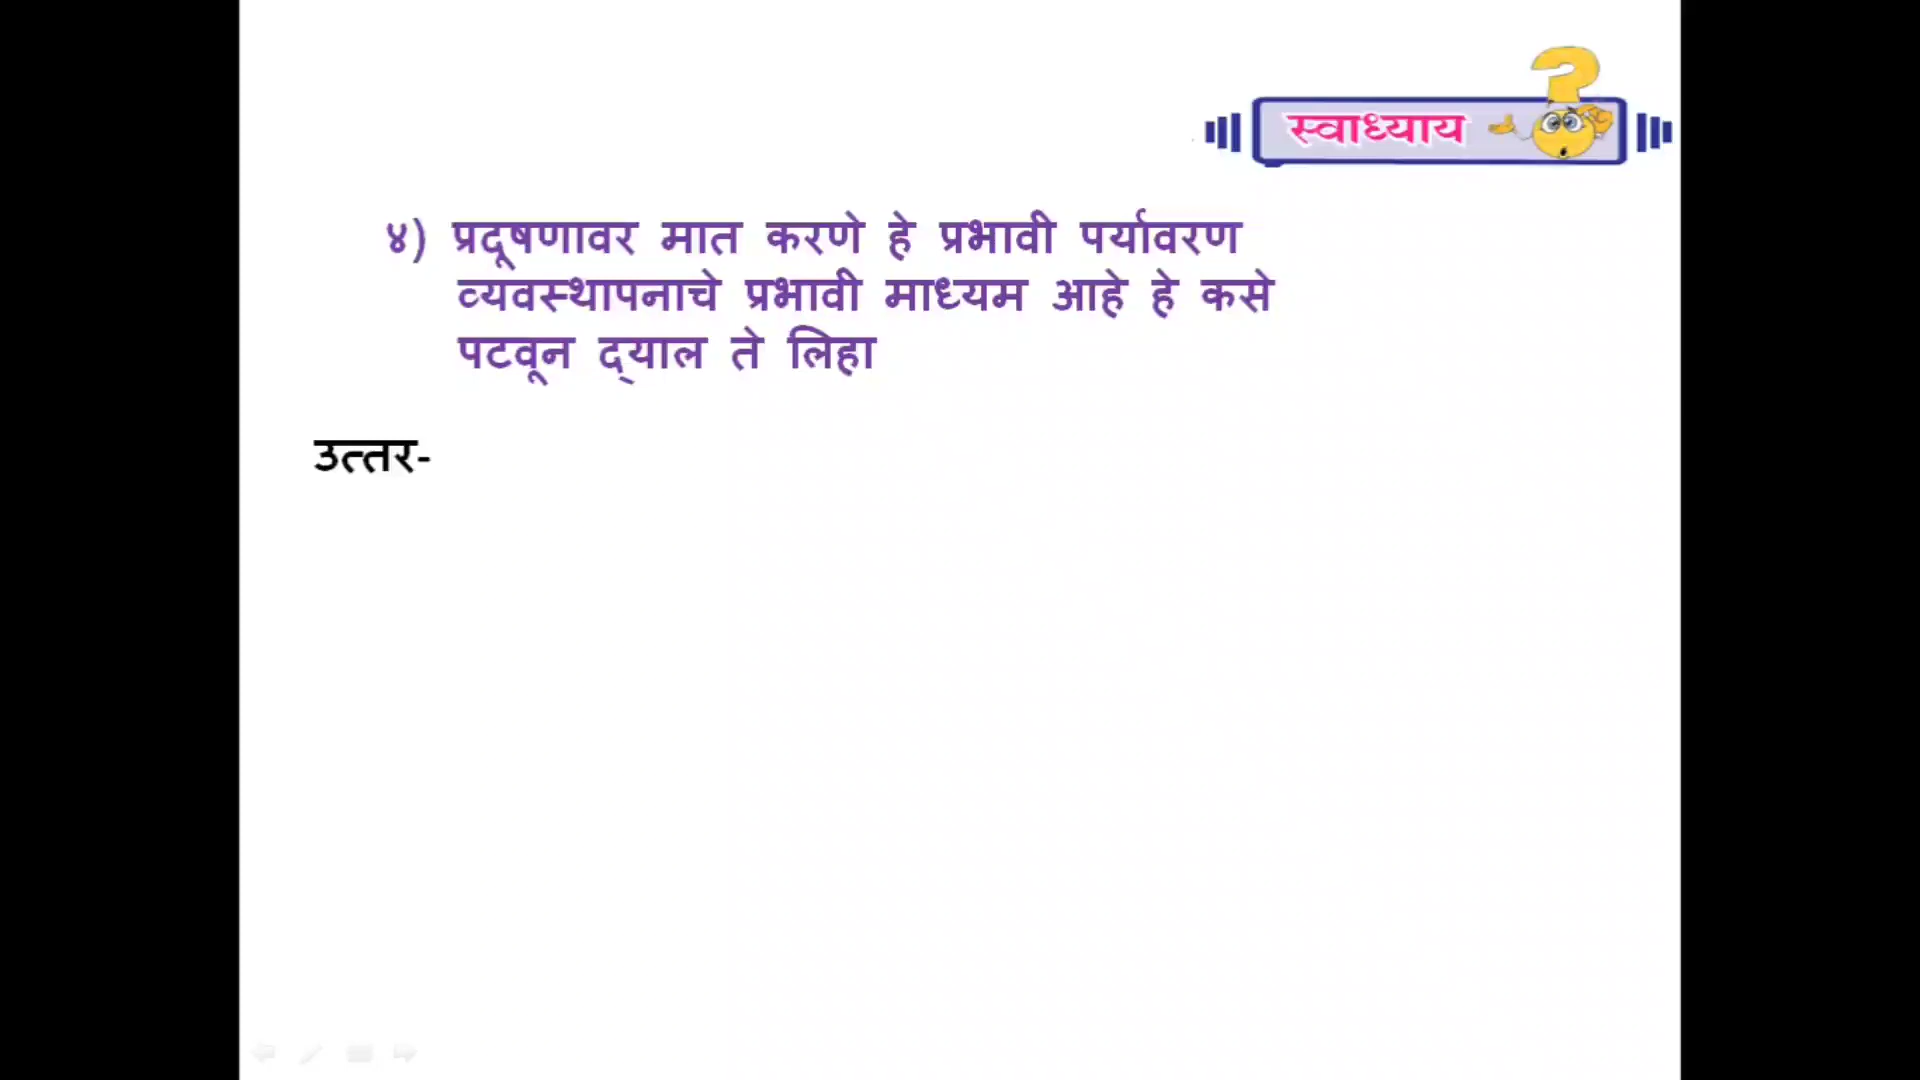 स्वाध्याय
४) प्रदूषणावर मात करणे हे प्रभावी पर्यावरण
व्यवस्थापनाचे प्रभावी माध्यम आहे हे कसे
पटवून द्‌याल ते लिहा
उत्तर-